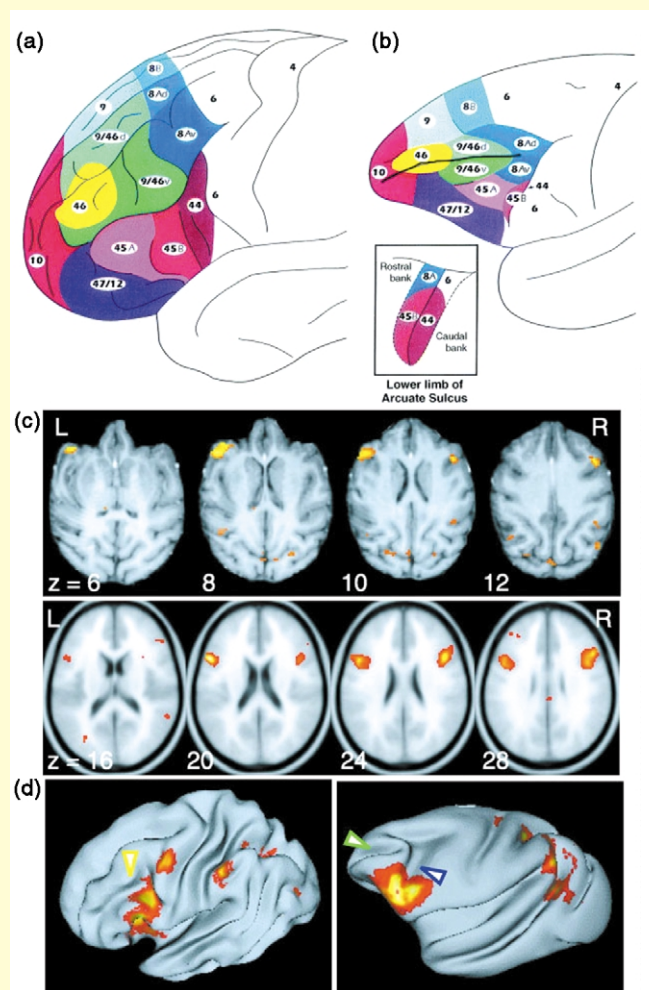 (a)
8B
4
9
8Ad
6
9/46d
8Av
9/46v
46
44
6
10
45A
45B
47/12
(b)
8B
6
4
9
9/46d
8Ad
46
10
9/46v
8Av
45A
44
45B
6
47/12
Rostral
bank
8A
6
45B
44
Caudal
bank
Lower limb of
Arcuate Sulcus
(c)
L
R
z = 6
8
10
12
L
R
z = 16
20
24
28
(d)